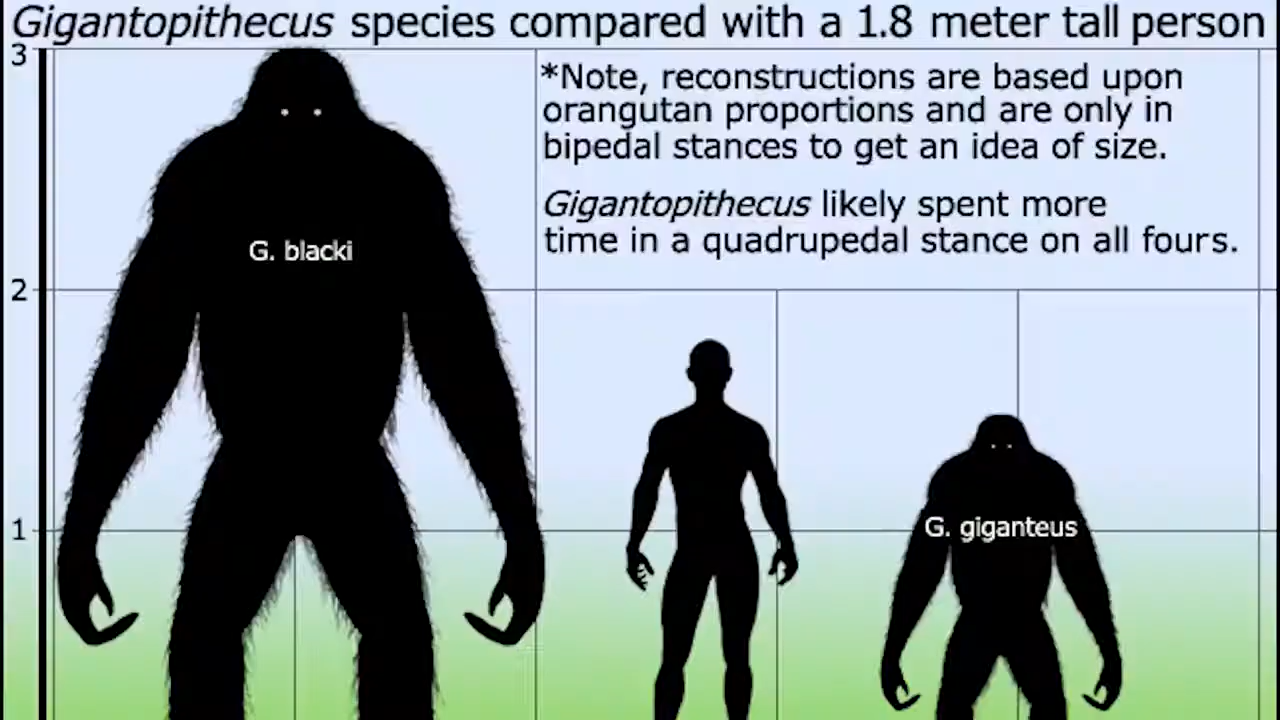 Gigantopithecus species compared with a 1.8 meter tall person
3
*Note, reconstructions are based upon
orangutan proportions and are only in
bipedal stances to get an idea of size.
Gigantopithecus likely spent more
time in a quadrupedal stance on all fours.
G. blacki
2
1
G. giganteus